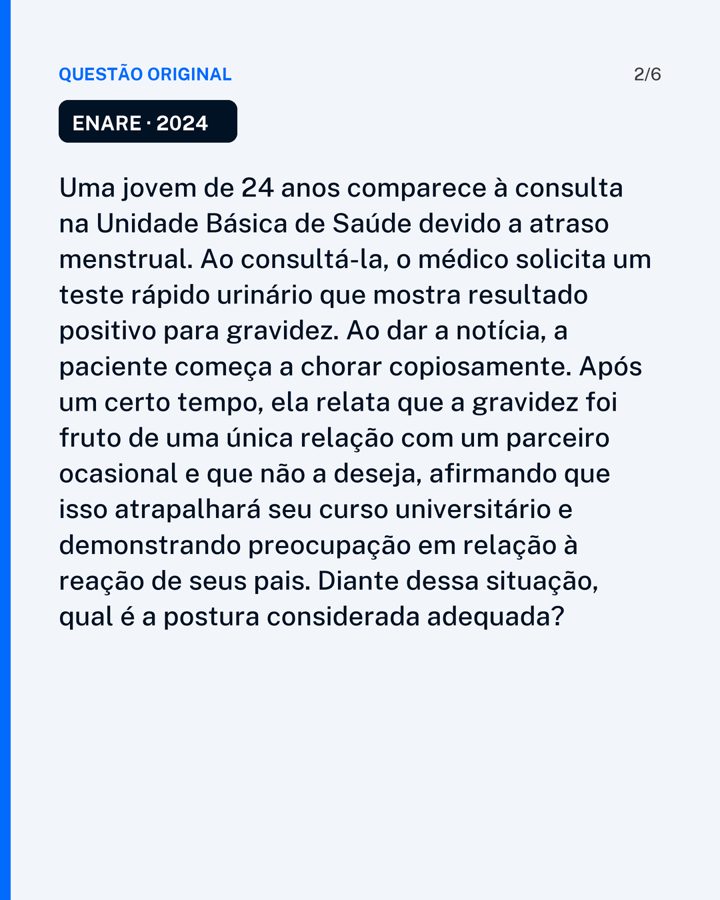 QUESTÃO ORIGINAL
2/6
ENARE · 2024
Uma jovem de 24 anos comparece à consulta
na Unidade Básica de Saúde devido a atraso
menstrual. Ao consultá-la, o médico solicita um
teste rápido urinário que mostra resultado
positivo para gravidez. Ao dar a notícia, a
paciente começa a chorar copiosamente. Após
um certo tempo, ela relata que a gravidez foi
fruto de uma única relação com um parceiro
ocasional e que não a deseja, afirmando que
isso atrapalhará seu curso universitário e
demonstrando preocupação em relação à
reação de seus pais. Diante dessa situação,
qual é a postura considerada adequada?